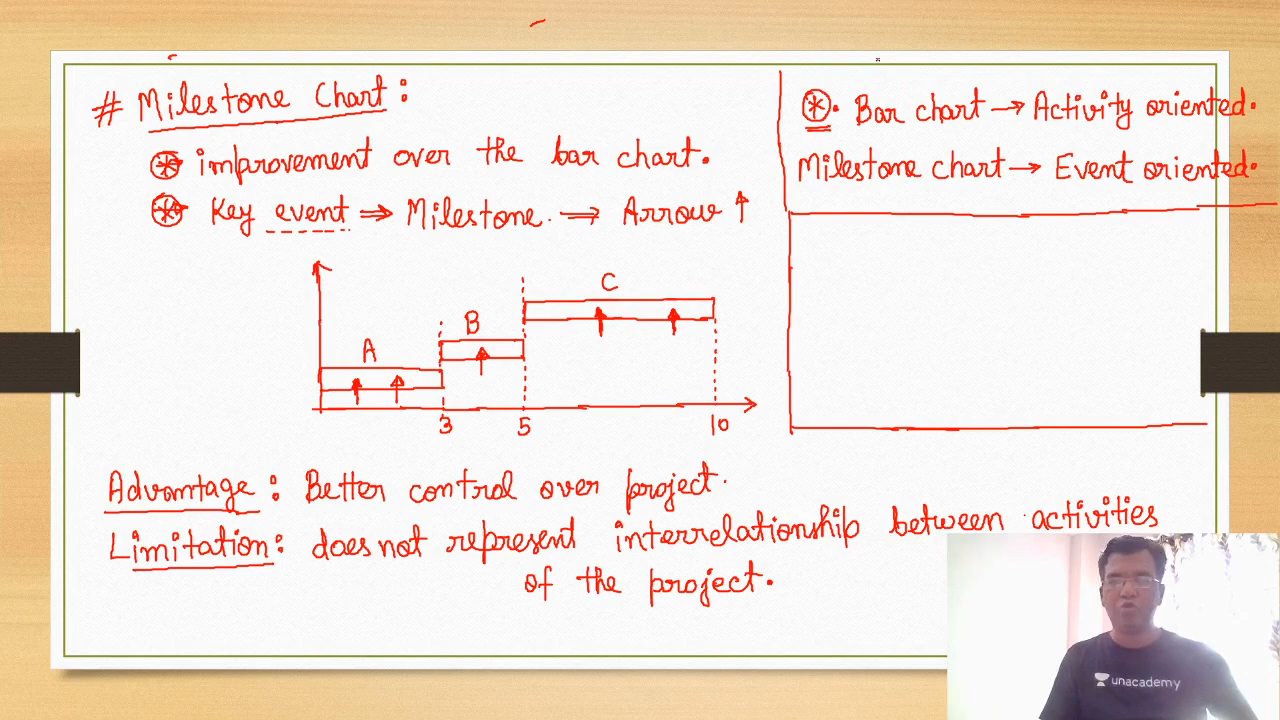 # Milestone Chart :
⊛ improvement over the bar chart.
⊛ Key event ⇒ Milestone. ⇒ Arrow ↑
⊛. Bar chart → Activity oriented.
Milestone chart → Event oriented.
A
B
C
3
5
10
Advantage : Better control over project.
Limitation : does not represent interrelationship between activities
of the project.
unacademy